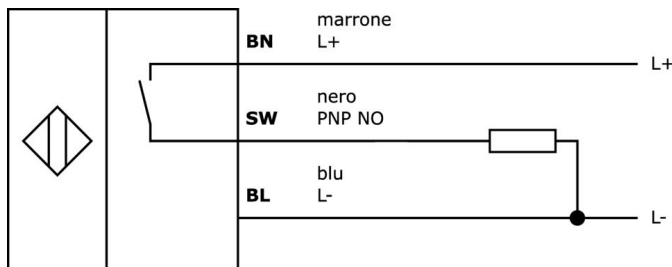 marrone
BN L+
L+
nero
SW PNP NO
blu
BL L-
L-